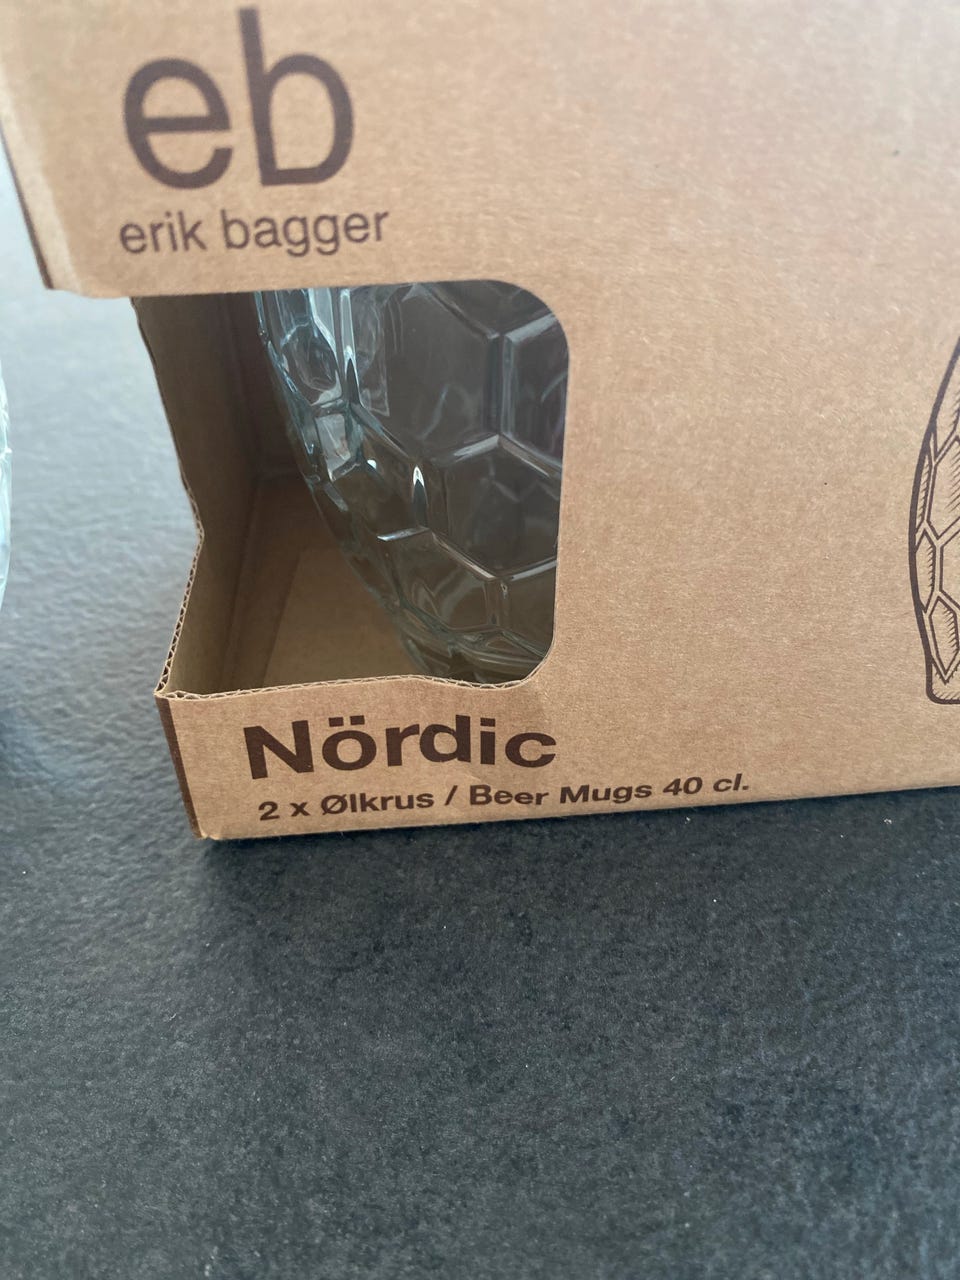 eb
erik bagger
Nördic
2 x Ølkrus / Beer Mugs 40 cl.